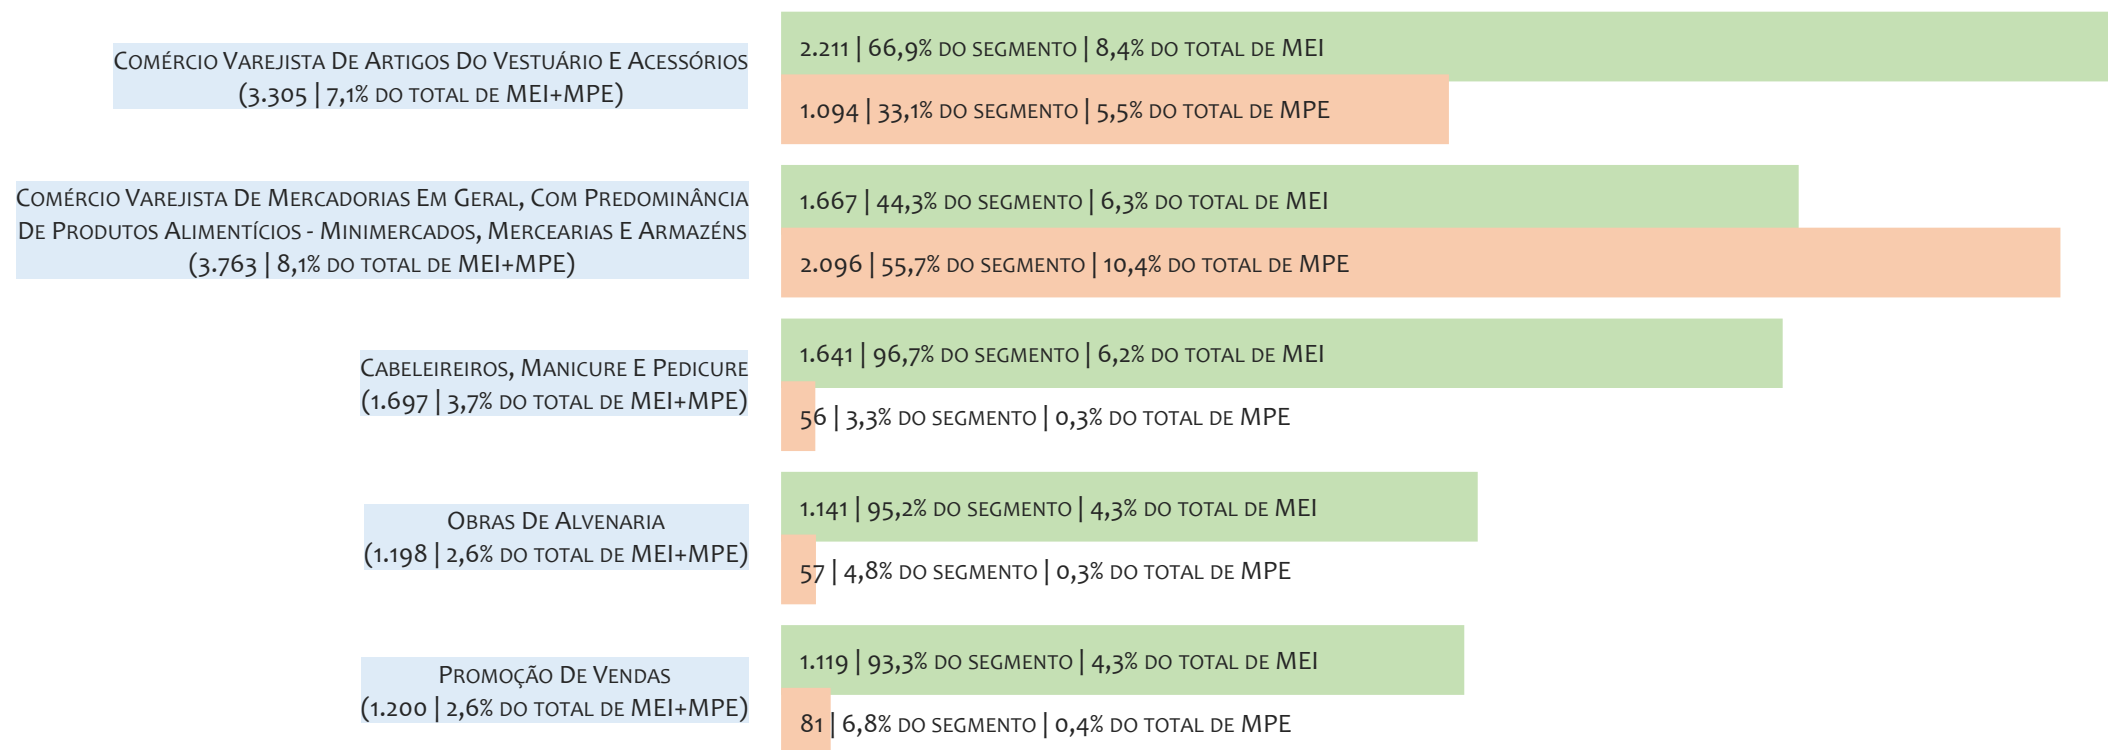 Comércio Varejista De Artigos Do Vestuário E Acessórios
(3.305 | 7,1% do total de MEI+MPE)
2.211 | 66,9% do segmento | 8,4% do total de MEI
1.094 | 33,1% do segmento | 5,5% do total de MPE
Comércio Varejista De Mercadorias Em Geral, Com Predominância
De Produtos Alimentícios - Minimercados, Mercearias E Armazéns
(3.763 | 8,1% do total de MEI+MPE)
1.667 | 44,3% do segmento | 6,3% do total de MEI
2.096 | 55,7% do segmento | 10,4% do total de MPE
Cabeleireiros, Manicure E Pedicure
(1.697 | 3,7% do total de MEI+MPE)
1.641 | 96,7% do segmento | 6,2% do total de MEI
56 | 3,3% do segmento | 0,3% do total de MPE
Obras De Alvenaria
(1.198 | 2,6% do total de MEI+MPE)
1.141 | 95,2% do segmento | 4,3% do total de MEI
57 | 4,8% do segmento | 0,3% do total de MPE
Promoção De Vendas
(1.200 | 2,6% do total de MEI+MPE)
1.119 | 93,3% do segmento | 4,3% do total de MEI
81 | 6,8% do segmento | 0,4% do total de MPE